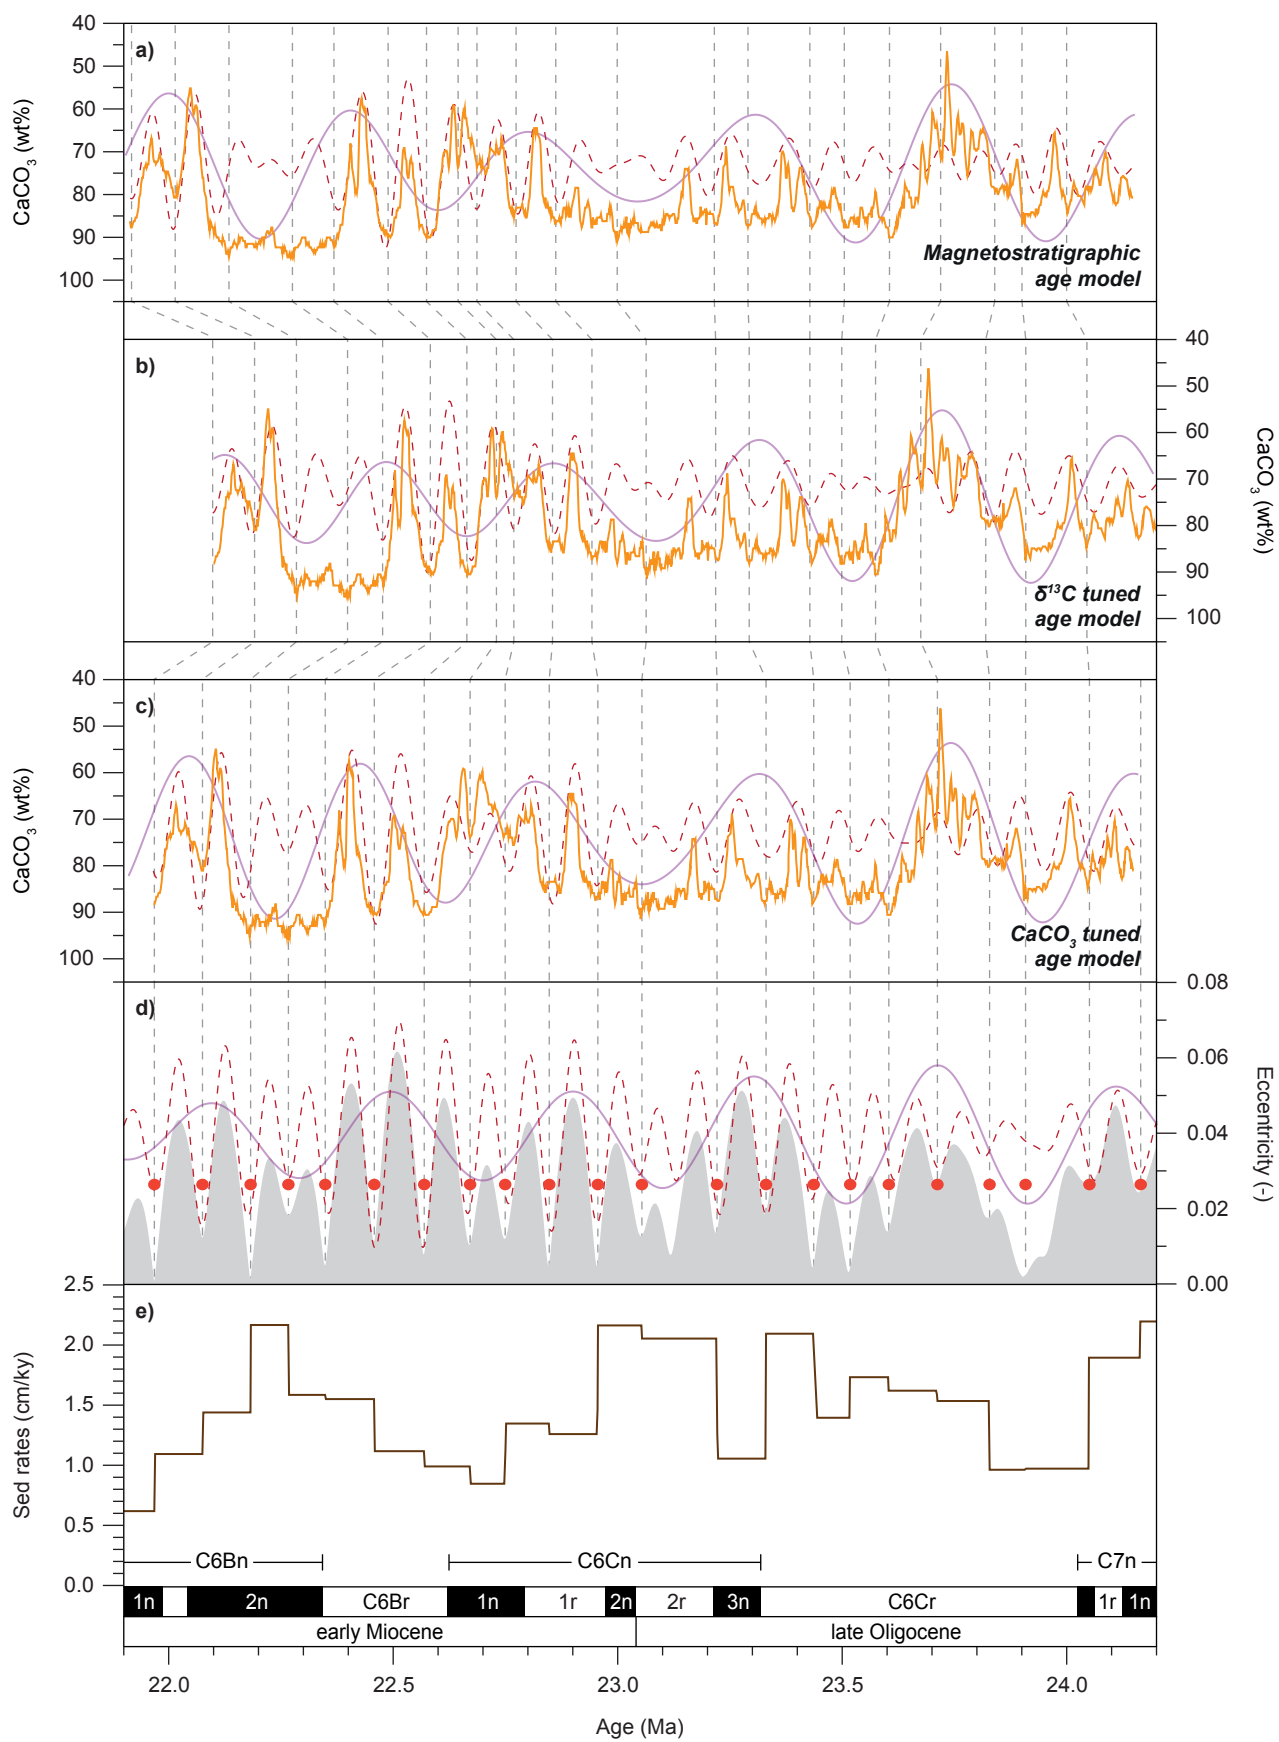 40
50
60
70
80
90
100
CaCO3 (wt%)
a)
Magnetostratigraphic
age model
b)
40
50
60
70
80
90
100
CaCO3 (wt%)
δ13C tuned
age model
40
50
60
70
80
90
100
CaCO3 (wt%)
c)
CaCO3 tuned
age model
d)
0.08
0.06
0.04
0.02
0.00
Eccentricity (-)
2.5
2.0
1.5
1.0
0.5
0.0
Sed rates (cm/ky)
e)
C6Bn C6Cn C7n
1n 2n C6Br 1n 1r 2n 2r 3n C6Cr 1r 1n
early Miocene late Oligocene
22.0 22.5 23.0 23.5 24.0
Age (Ma)